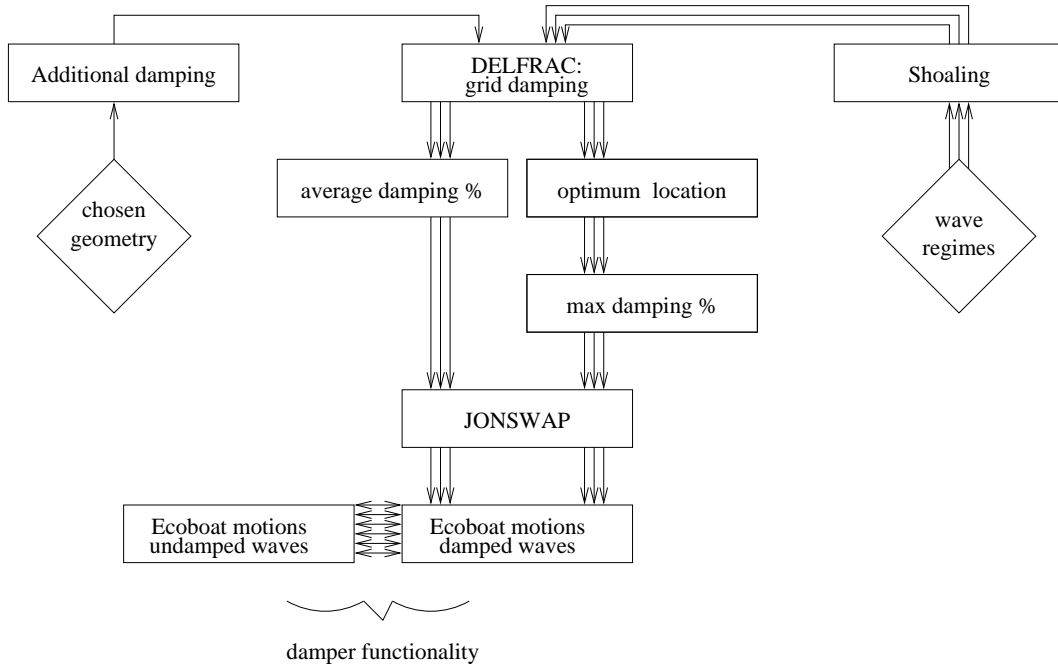 Additional damping
DELFRAC:
grid damping
Shoaling
average damping %
optimum location
chosen
geometry
wave
regimes
max damping %
JONSWAP
Ecoboat motions
undamped waves
Ecoboat motions
damped waves
damper functionality